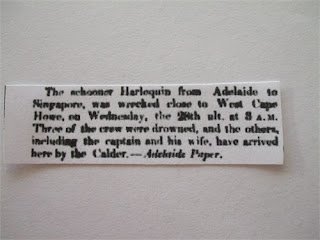 The schooner Harlequin from Adelaide to
Singapore, was wrecked close to West Cape
Howe, on Wednesday, the 28th ult. at 3 A.M.
Three of the crew were drowned, and the others,
including the captain and his wife, have arrived
here by the Calder.—Adelaide Paper.